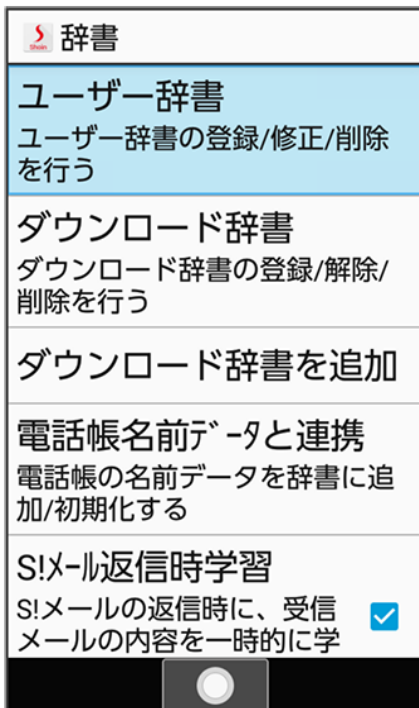 Shoin
辞書
ユーザー辞書
ユーザー辞書の登録/修正/削除
を行う
ダウンロード辞書
ダウンロード辞書の登録/解除/
削除を行う
ダウンロード辞書を追加
電話帳名前ﾃﾞｰﾀと連携
電話帳の名前データを辞書に追
加/初期化する
S!ﾒｰﾙ返信時学習
S!メールの返信時に、受信
メールの内容を一時的に学